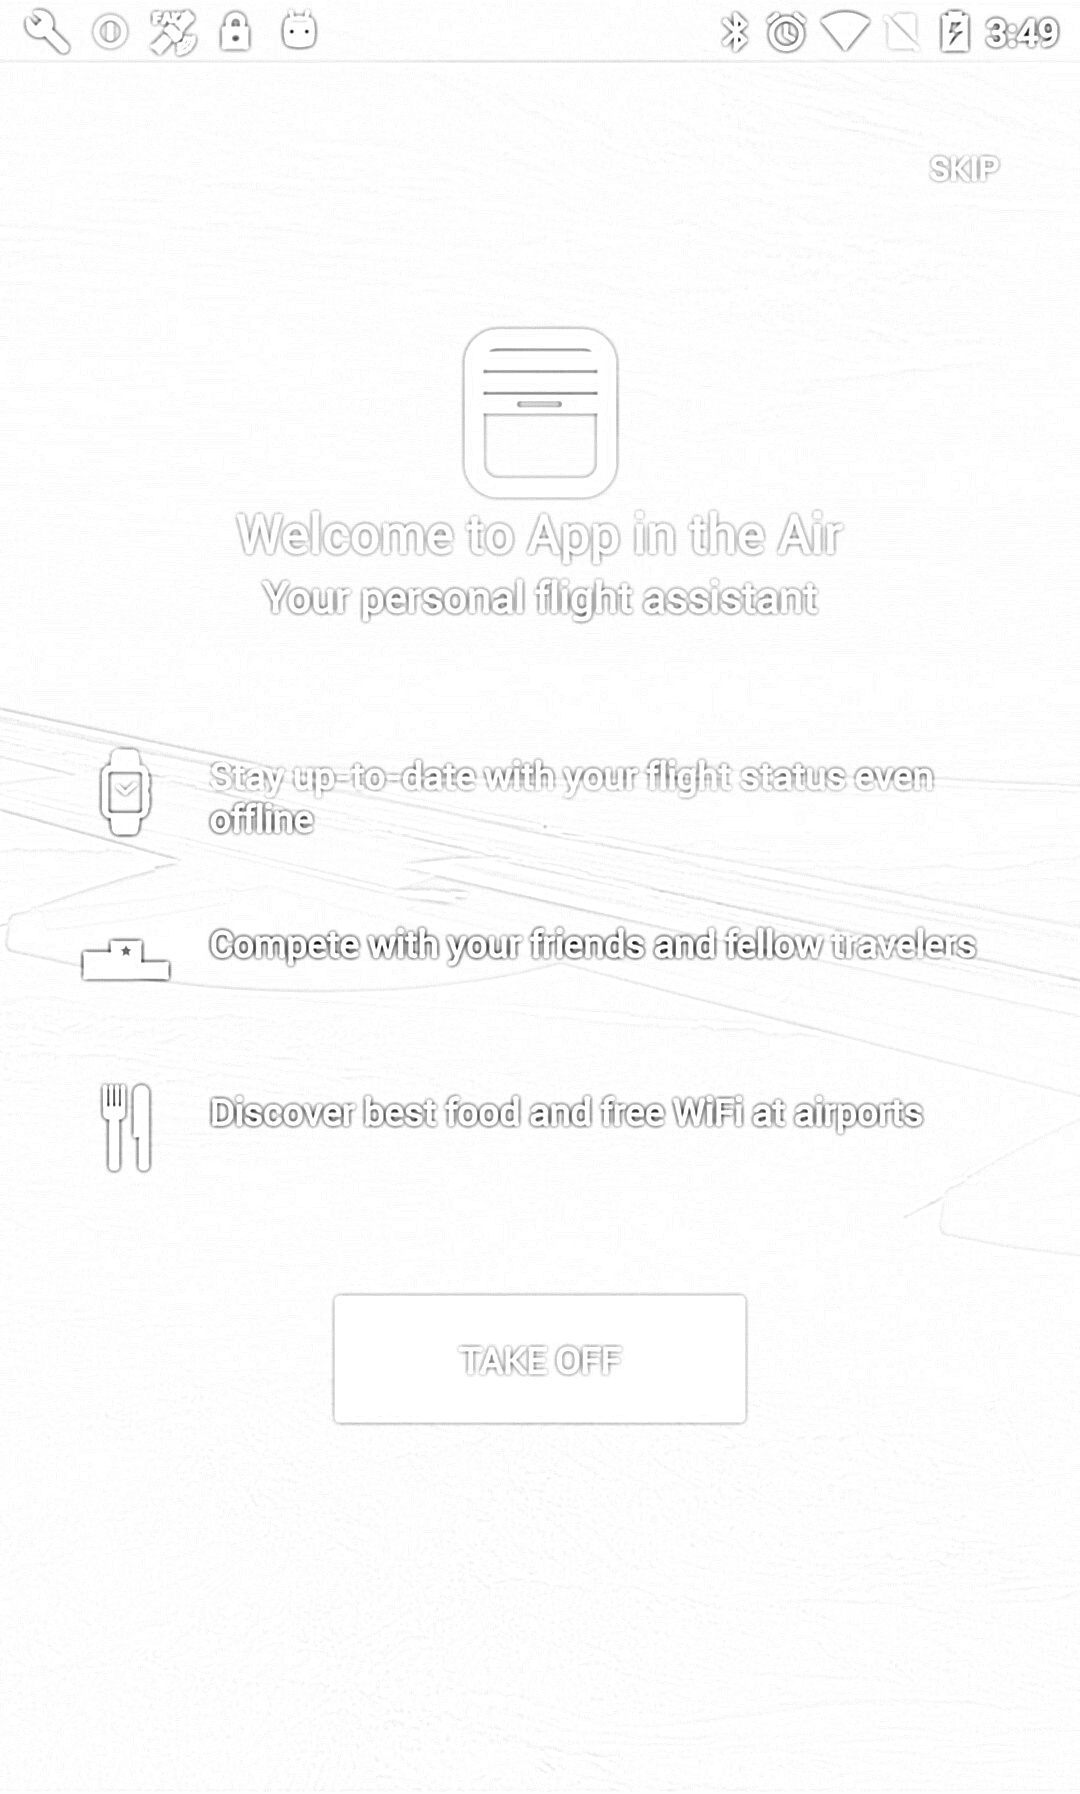 3:49
SKIP
Welcome to App in the Air
Your personal flight assistant
Stay up-to-date with your flight status even
offline
Compete with your friends and fellow travelers
Discover best food and free WiFi at airports
TAKE OFF